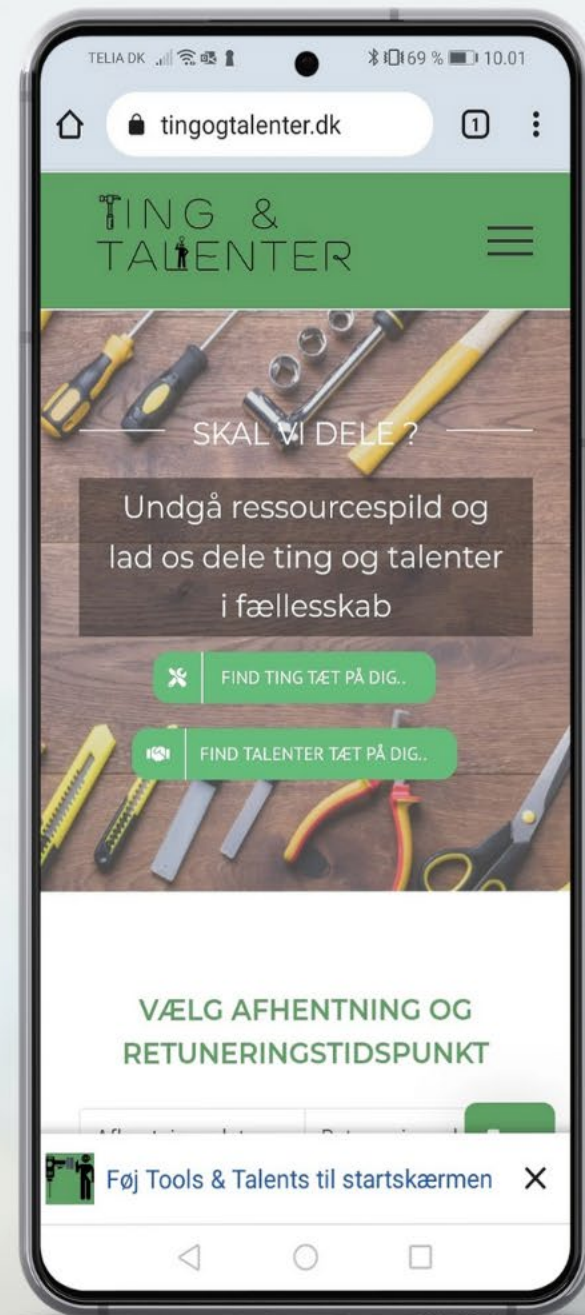 TELIA DK
69 % 10.01
tingogtalenter.dk
1
TING &
TALENTER
SKAL VI DELE ?
Undgå ressourcespild og
lad os dele ting og talenter
i fællesskab
FIND TING TÆT PÅ DIG..
FIND TALENTER TÆT PÅ DIG..
VÆLG AFHENTNING OG
RETUNERINGSTIDSPUNKT
Føj Tools & Talents til startskærmen